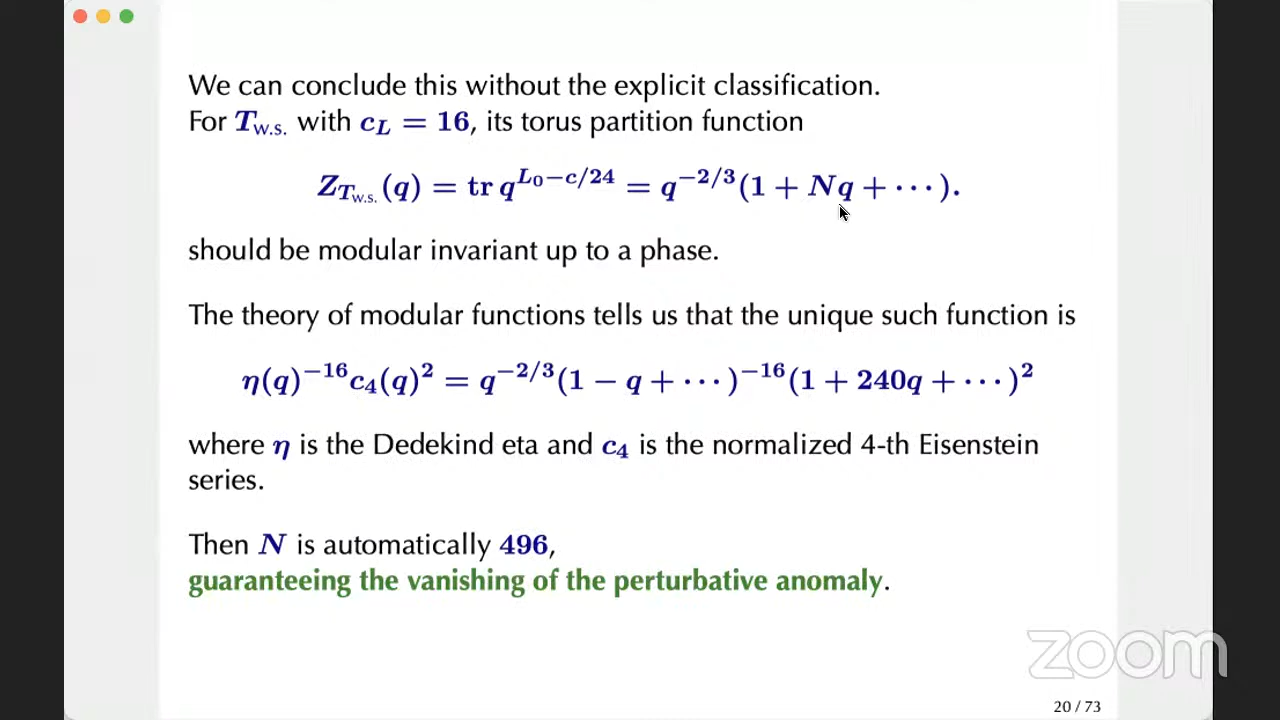 We can conclude this without the explicit classification.
For T_{w.s.} with c_L = 16, its torus partition function
Z_{T_{w.s.}}(q) = tr q^{L_0−c/24} = q^{−2/3}(1 + Nq + ⋯).
should be modular invariant up to a phase.
The theory of modular functions tells us that the unique such function is
η(q)^{−16}c_4(q)^2 = q^{−2/3}(1 − q + ⋯)^{−16}(1 + 240q + ⋯)^2
where η is the Dedekind eta and c_4 is the normalized 4-th Eisenstein
series.
Then N is automatically 496,
guaranteeing the vanishing of the perturbative anomaly.
zoom
20 / 73